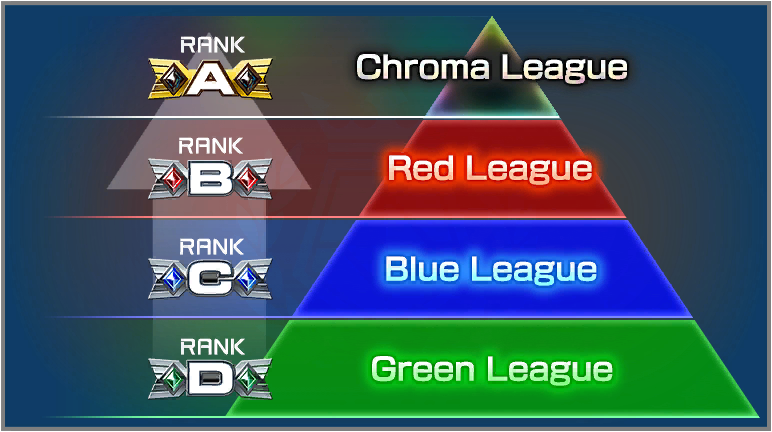 RANK
A
Chroma League
RANK
B
Red League
RANK
C
Blue League
RANK
D
Green League